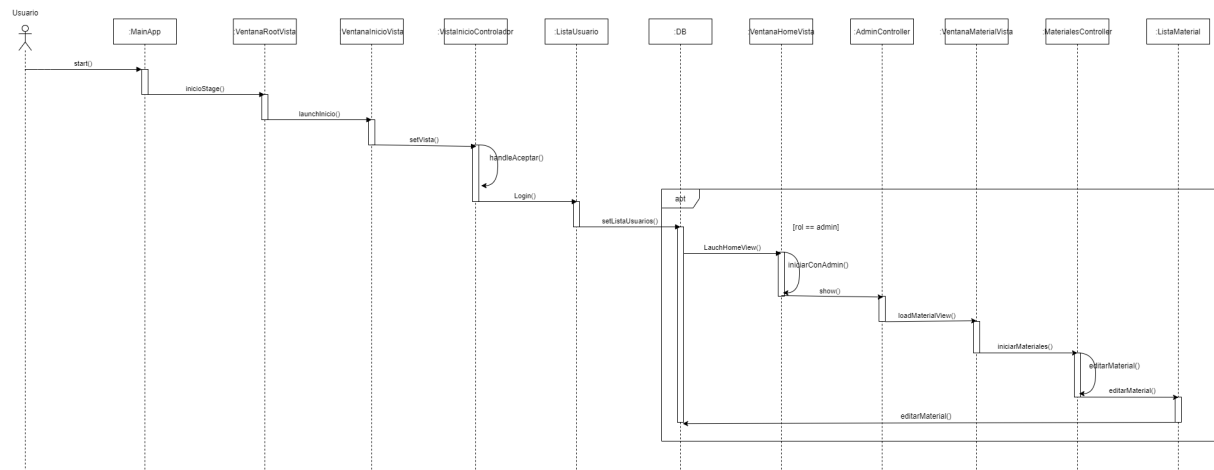 Usuario
:MainApp
:VentanaRootVista
:VentanaInicioVista
:VistaInicioControlador
:ListaUsuario
:DB
:VentanaHomeVista
:AdminController
:VentanaMaterialVista
:MaterialesController
:ListaMaterial
start()
inicioStage()
launchInicio()
setVista()
handleAceptar()
Login()
apt
setListaUsuarios()
[rol == admin]
LauchHomeView()
iniciarConAdmin()
show()
loadMaterialView()
iniciarMateriales()
editarMaterial()
editarMaterial()
editarMaterial()